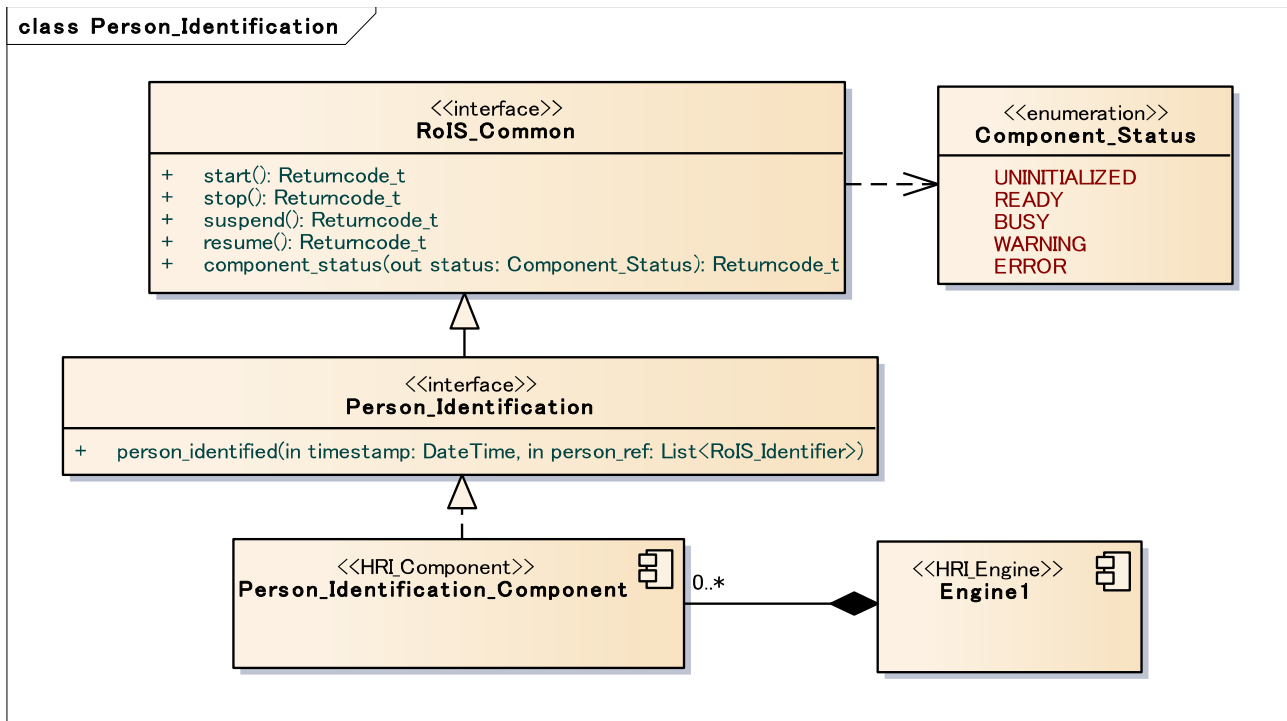 class Person_Identification
<<interface>>
RoIS_Common
+ start(): Returncode_t
+ stop(): Returncode_t
+ suspend(): Returncode_t
+ resume(): Returncode_t
+ component_status(out status: Component_Status): Returncode_t
<<enumeration>>
Component_Status
UNINITIALIZED
READY
BUSY
WARNING
ERROR
<<interface>>
Person_Identification
+ person_identified(in timestamp: DateTime, in person_ref: List<RoIS_Identifier>)
<<HRI_Component>>
Person_Identification_Component
0..*
<<HRI_Engine>>
Engine1